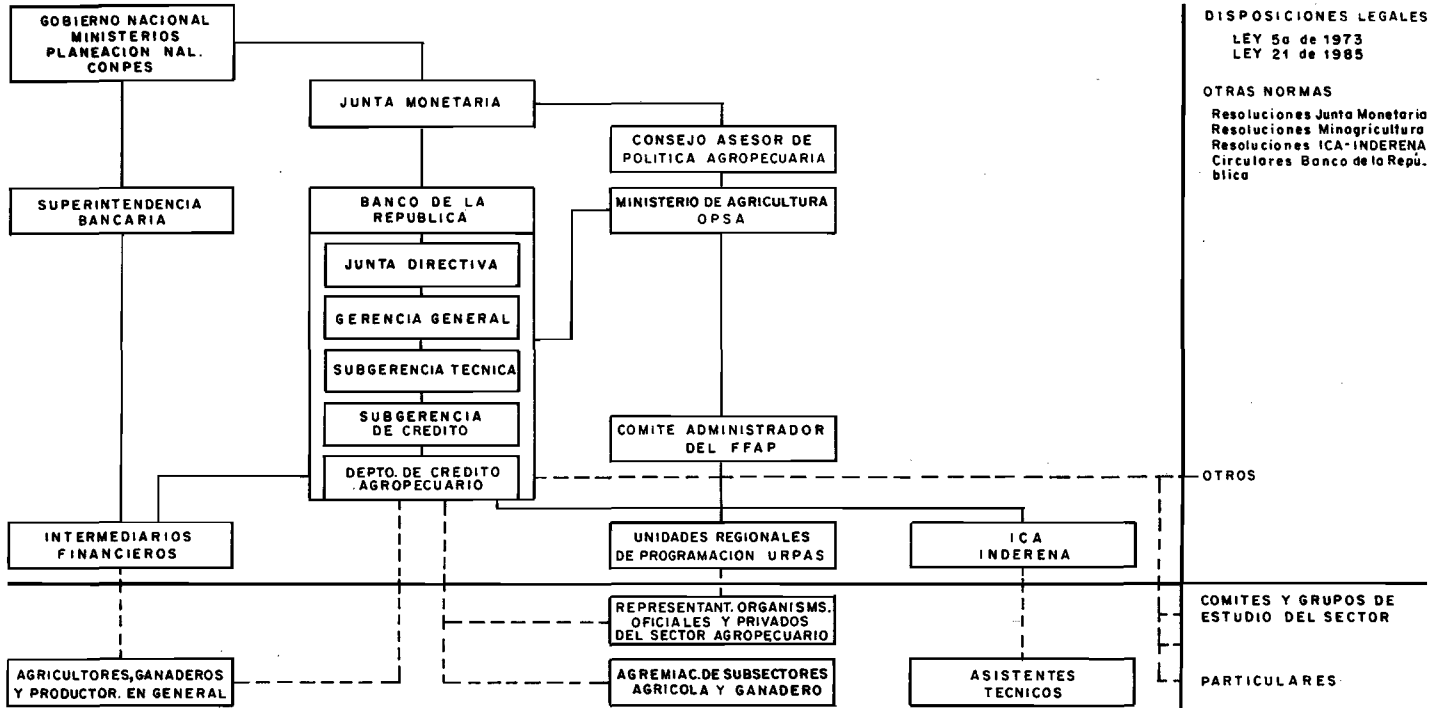 GOBIERNO NACIONAL
MINISTERIOS
PLANEACION NAL.
CONPES
JUNTA MONETARIA
CONSEJO ASESOR DE
POLITICA AGROPECUARIA
SUPERINTENDENCIA
BANCARIA
BANCO DE LA
REPUBLICA
MINISTERIO DE AGRICULTURA
OPSA
JUNTA DIRECTIVA
GERENCIA GENERAL
SUBGERENCIA TECNICA
SUBGERENCIA
DE CREDITO
COMITE ADMINISTRADOR
DEL FFAP
DEPTO. DE CREDITO
AGROPECUARIO
INTERMEDIARIOS
FINANCIEROS
UNIDADES REGIONALES
DE PROGRAMACION URPAS
ICA
INDERENA
REPRESENTANT. ORGANISMS.
OFICIALES Y PRIVADOS
DEL SECTOR AGROPECUARIO
AGRICULTORES, GANADEROS
Y PRODUCTOR. EN GENERAL
AGREMIAC. DE SUBSECTORES
AGRICOLA Y GANADERO
ASISTENTES
TECNICOS
DISPOSICIONES LEGALES
LEY 5a de 1973
LEY 21 de 1985
OTRAS NORMAS
Resoluciones Junta Monetaria
Resoluciones Minagricultura
Resoluciones ICA-INDERENA
Circulares Banco de la Repú-
blica
OTROS
COMITES Y GRUPOS DE
ESTUDIO DEL SECTOR
PARTICULARES